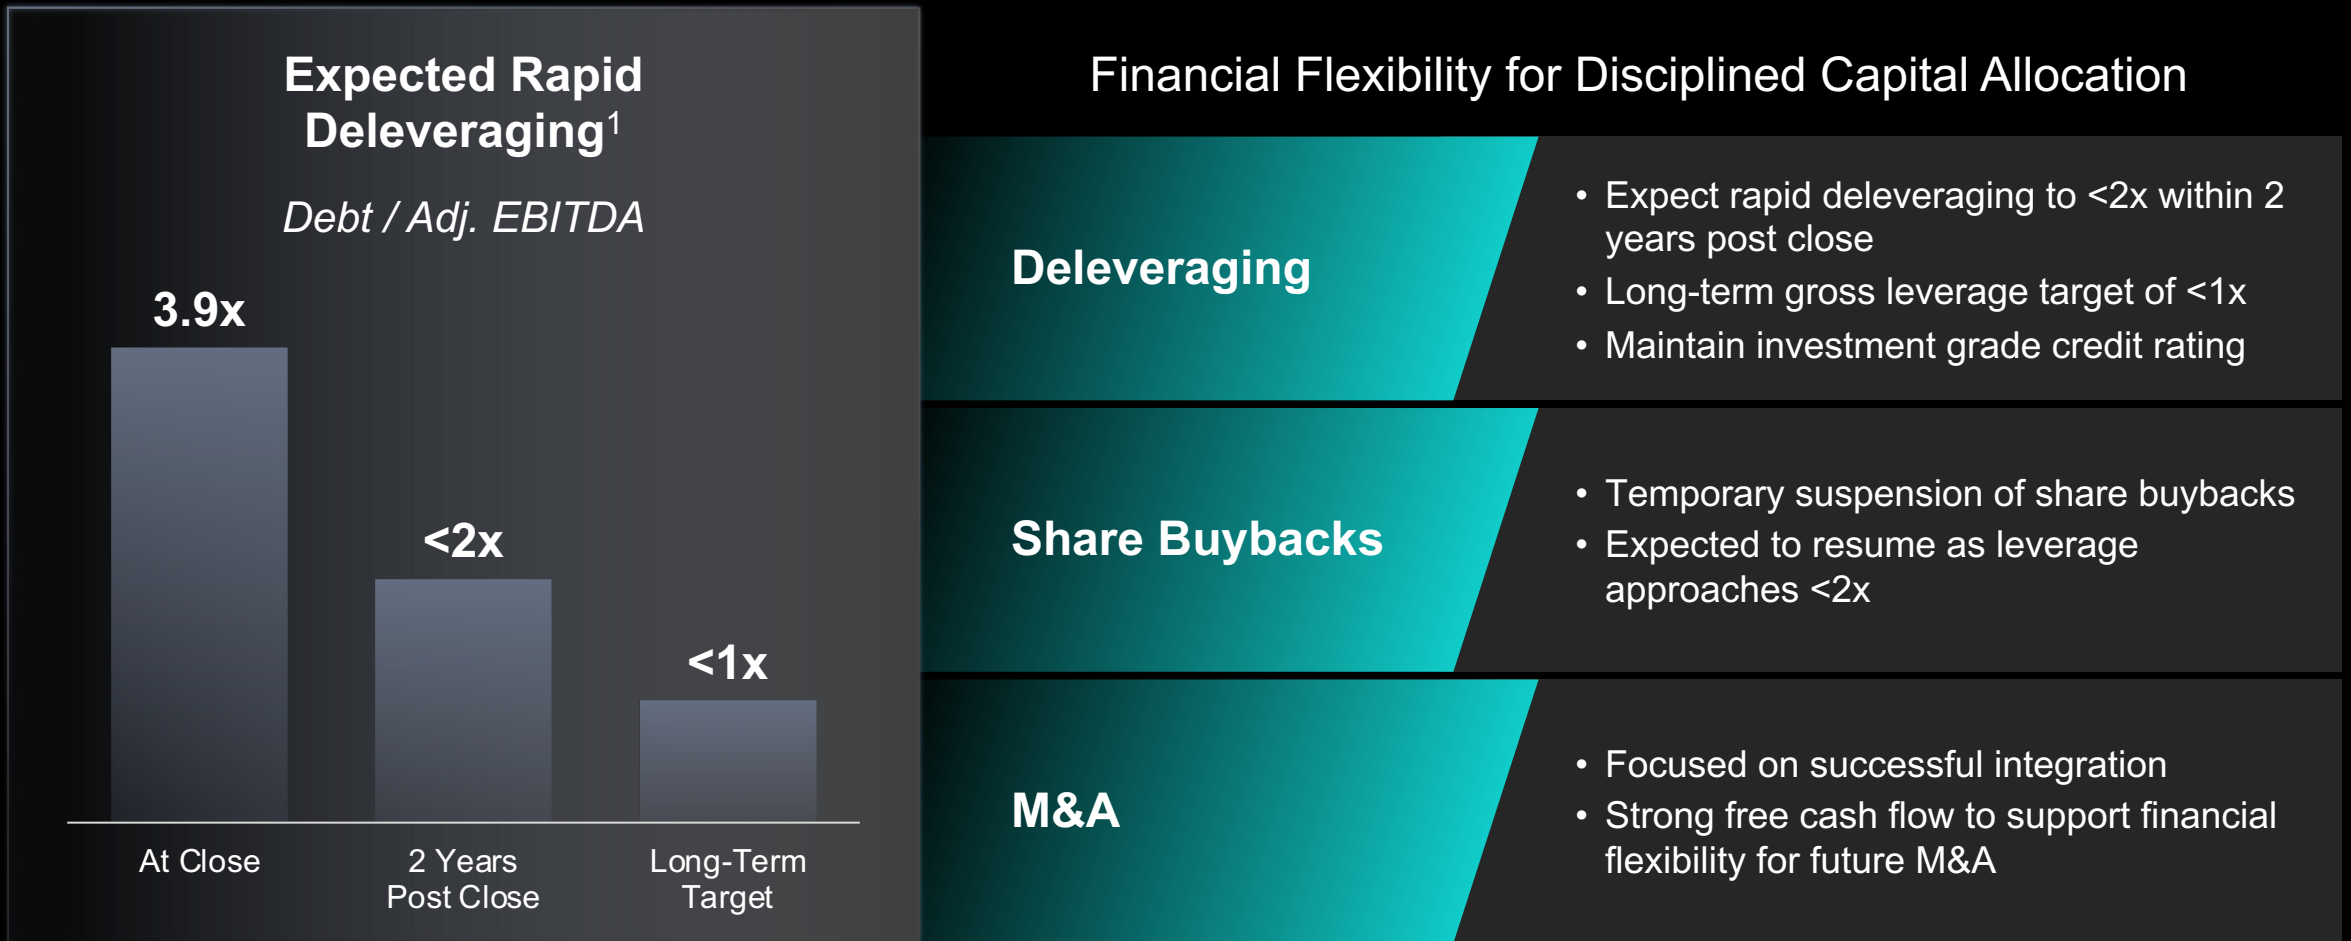 Expected Rapid
Deleveraging¹
Debt / Adj. EBITDA
3.9x
<2x
<1x
At Close
2 Years
Post Close
Long-Term
Target
Financial Flexibility for Disciplined Capital Allocation
Deleveraging
• Expect rapid deleveraging to <2x within 2
years post close
• Long-term gross leverage target of <1x
• Maintain investment grade credit rating
Share Buybacks
• Temporary suspension of share buybacks
• Expected to resume as leverage
approaches <2x
M&A
• Focused on successful integration
• Strong free cash flow to support financial
flexibility for future M&A